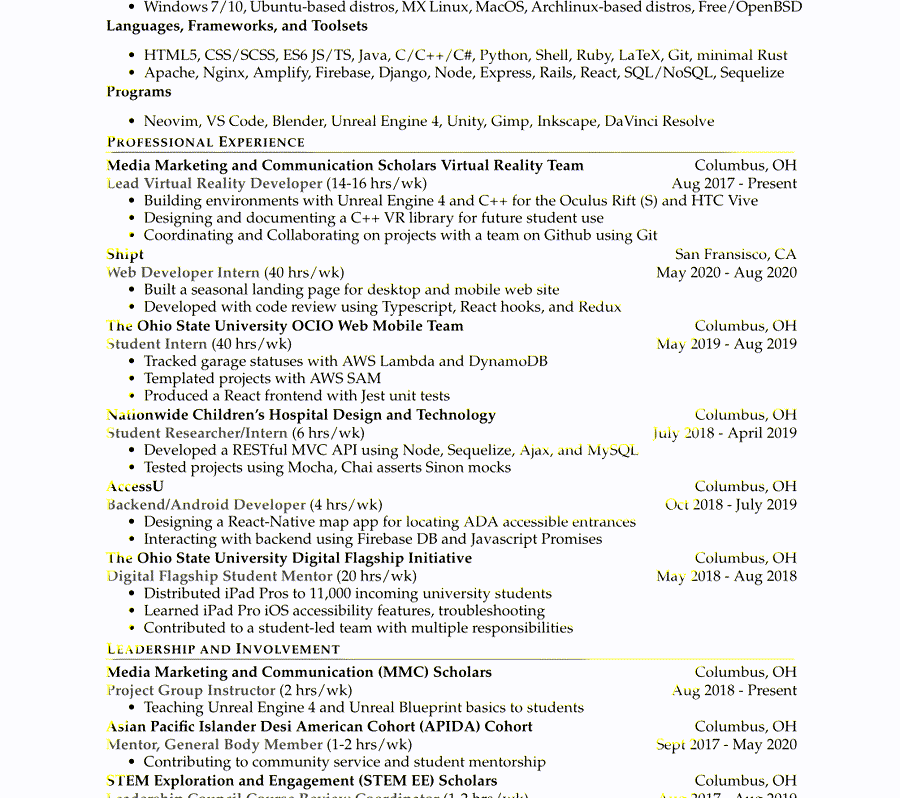 • Windows 7/10, Ubuntu-based distros, MX Linux, MacOS, Archlinux-based distros, Free/OpenBSD
Languages, Frameworks, and Toolsets
• HTML5, CSS/SCSS, ES6 JS/TS, Java, C/C++/C#, Python, Shell, Ruby, LaTeX, Git, minimal Rust
• Apache, Nginx, Amplify, Firebase, Django, Node, Express, Rails, React, SQL/NoSQL, Sequelize
Programs
• Neovim, VS Code, Blender, Unreal Engine 4, Unity, Gimp, Inkscape, DaVinci Resolve
Professional Experience
Media Marketing and Communication Scholars Virtual Reality Team Columbus, OH
Lead Virtual Reality Developer (14-16 hrs/wk) Aug 2017 - Present
• Building environments with Unreal Engine 4 and C++ for the Oculus Rift (S) and HTC Vive
• Designing and documenting a C++ VR library for future student use
• Coordinating and Collaborating on projects with a team on Github using Git
Shipt San Fransisco, CA
Web Developer Intern (40 hrs/wk) May 2020 - Aug 2020
• Built a seasonal landing page for desktop and mobile web site
• Developed with code review using Typescript, React hooks, and Redux
The Ohio State University OCIO Web Mobile Team Columbus, OH
Student Intern (40 hrs/wk) May 2019 - Aug 2019
• Tracked garage statuses with AWS Lambda and DynamoDB
• Templated projects with AWS SAM
• Produced a React frontend with Jest unit tests
Nationwide Children's Hospital Design and Technology Columbus, OH
Student Researcher/Intern (6 hrs/wk) July 2018 - April 2019
• Developed a RESTful MVC API using Node, Sequelize, Ajax, and MySQL
• Tested projects using Mocha, Chai asserts Sinon mocks
AccessU Columbus, OH
Backend/Android Developer (4 hrs/wk) Oct 2018 - July 2019
• Designing a React-Native map app for locating ADA accessible entrances
• Interacting with backend using Firebase DB and Javascript Promises
The Ohio State University Digital Flagship Initiative Columbus, OH
Digital Flagship Student Mentor (20 hrs/wk) May 2018 - Aug 2018
• Distributed iPad Pros to 11,000 incoming university students
• Learned iPad Pro iOS accessibility features, troubleshooting
• Contributed to a student-led team with multiple responsibilities
Leadership and Involvement
Media Marketing and Communication (MMC) Scholars Columbus, OH
Project Group Instructor (2 hrs/wk) Aug 2018 - Present
• Teaching Unreal Engine 4 and Unreal Blueprint basics to students
Asian Pacific Islander Desi American Cohort (APIDA) Cohort Columbus, OH
Mentor, General Body Member (1-2 hrs/wk) Sept 2017 - May 2020
• Contributing to community service and student mentorship
STEM Exploration and Engagement (STEM EE) Scholars Columbus, OH
Leadership Council Course Review Coordinator (1-2 hrs/wk) Aug 2017 - Aug 2019